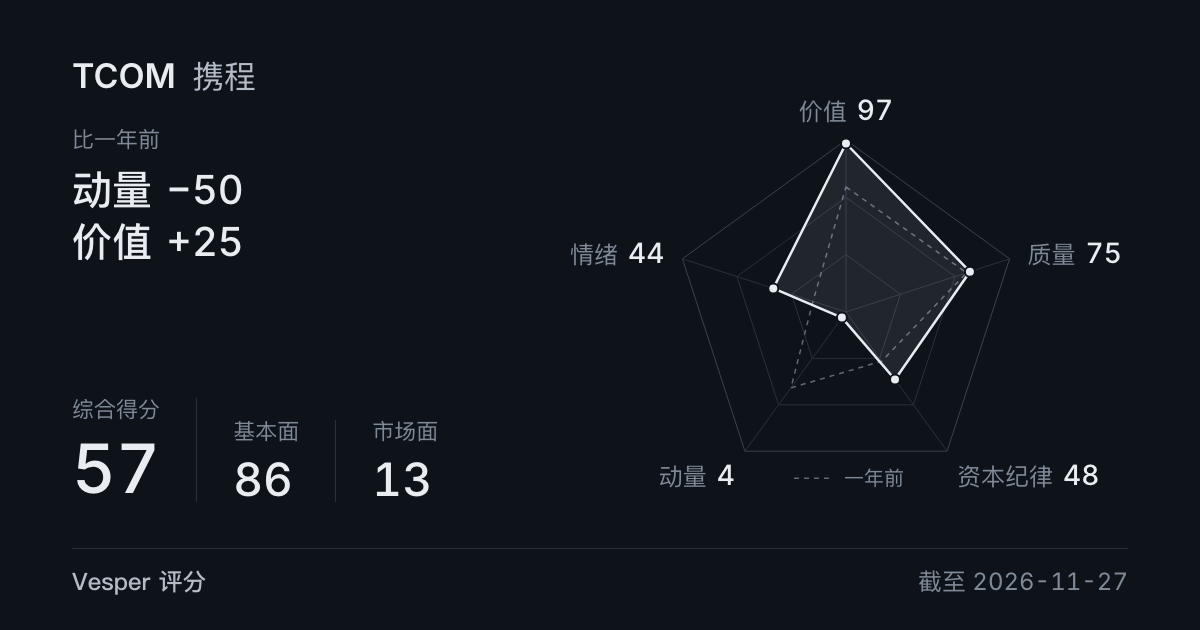 TCOM 携程
比一年前
动量 −50
价值 +25
综合得分
57
基本面
86
市场面
13
价值 97
情绪 44
质量 75
动量 4
一年前
资本纪律 48
Vesper 评分
截至 2026-11-27